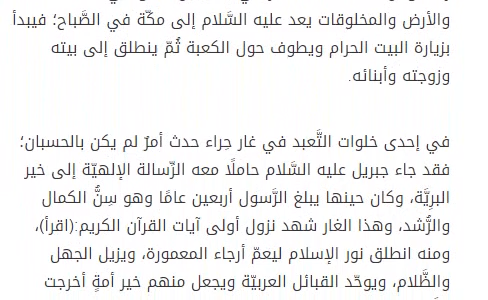 والأرض والمخلوقات يعد عليه السَّلام إلى مكّة في الصَّباح؛ فيبدأ
بزيارة البيت الحرام ويطوف حول الكعبة ثُمّ ينطلق إلى بيته
وزوجته وأبنائه.
في إحدى خلوات التَّعبد في غار حِراء حدث أمرٌ لم يكن بالحسبان؛
فقد جاء جبريل عليه السَّلام حاملًا معه الرِّسالة الإلهيّة إلى خير
البريَّة، وكان حينها يبلغ الرَّسول أربعين عامًا وهو سِنُّ الكمال
والرُّشد، وهذا الغار شهد نزول أولى آيات القرآن الكريم:(اقرأ)،
ومنه انطلق نور الإسلام ليعمّ أرجاء المعمورة، ويزيل الجهل
والظَّلام، ويوحّد القبائل العربيّة ويجعل منهم خير أمةٍ أخرجت